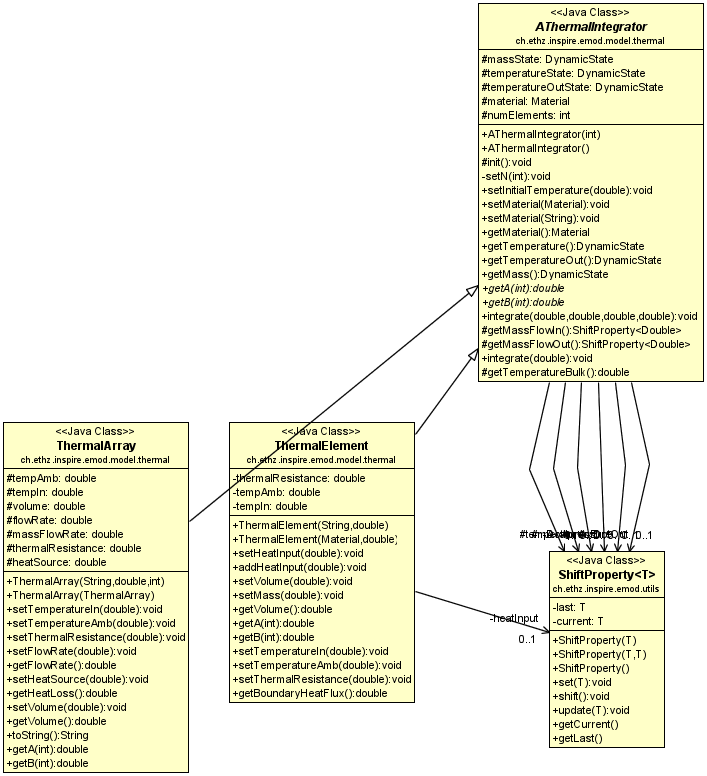 <<Java Class>>
AThermalIntegrator
ch.ethz.inspire.emod.model.thermal
#massState: DynamicState
#temperatureState: DynamicState
#temperatureOutState: DynamicState
#material: Material
#numElements: int
+AThermalIntegrator(int)
+AThermalIntegrator()
#init():void
-setN(int):void
+setInitialTemperature(double):void
+setMaterial(Material):void
+setMaterial(String):void
+getMaterial():Material
+getTemperature():DynamicState
+getTemperatureOut():DynamicState
+getMass():DynamicState
+getA(int):double
+getB(int):double
+integrate(double,double,double,double):void
#getMassFlowIn():ShiftProperty<Double>
#getMassFlowOut():ShiftProperty<Double>
+integrate(double):void
#getTemperatureBulk():double
<<Java Class>>
ThermalArray
ch.ethz.inspire.emod.model.thermal
#tempAmb: double
#tempIn: double
#volume: double
#flowRate: double
#massFlowRate: double
#thermalResistance: double
#heatSource: double
+ThermalArray(String,double,int)
+ThermalArray(ThermalArray)
+setTemperatureIn(double):void
+setTemperatureAmb(double):void
+setThermalResistance(double):void
+setFlowRate(double):void
+getFlowRate():double
+setHeatSource(double):void
+getHeatLoss():double
+setVolume(double):void
+getVolume():double
+toString():String
+getA(int):double
+getB(int):double
<<Java Class>>
ThermalElement
ch.ethz.inspire.emod.model.thermal
-thermalResistance: double
-tempAmb: double
-tempIn: double
+ThermalElement(String,double)
+ThermalElement(Material,double)
+setHeatInput(double):void
+addHeatInput(double):void
+setVolume(double):void
+setMass(double):void
+getVolume():double
+getA(int):double
+getB(int):double
+setTemperatureIn(double):void
+setTemperatureAmb(double):void
+setThermalResistance(double):void
+getBoundaryHeatFlux():double
-heatInput
0..1
0..1
<<Java Class>>
ShiftProperty<T>
ch.ethz.inspire.emod.utils
-last: T
-current: T
+ShiftProperty(T)
+ShiftProperty(T,T)
+ShiftProperty()
+set(T):void
+shift():void
+update(T):void
+getCurrent()
+getLast()